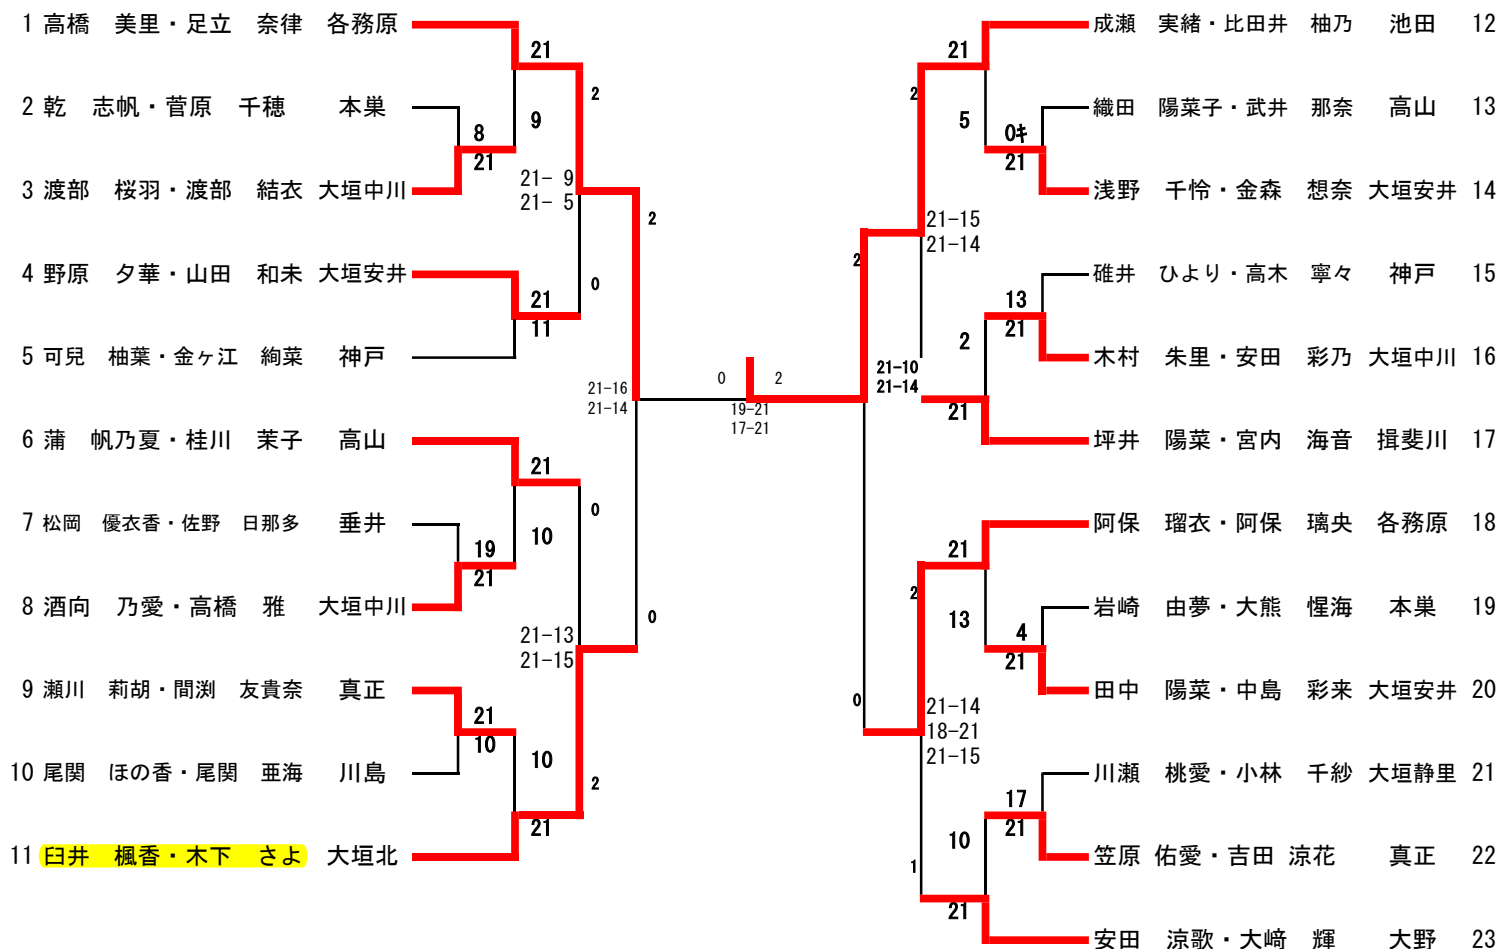 1 高橋 美里・足立 奈律 各務原
21
2
2 乾 志帆・菅原 千穂 本巣
9
8
21
3 渡部 桜羽・渡部 結衣 大垣中川
21- 9
21- 5
2
4 野原 夕華・山田 和未 大垣安井
0
21
11
5 可兒 柚葉・金ヶ江 絢菜 神戸
21-16
21-14
6 蒲 帆乃夏・桂川 茉子 高山
21
0
7 松岡 優衣香・佐野 日那多 垂井
10
19
21
8 酒向 乃愛・高橋 雅 大垣中川
0
21-13
21-15
9 瀬川 莉胡・間渕 友貴奈 真正
21
10
10
10 尾関 ほの香・尾関 亜海 川島
2
21
11 臼井 楓香・木下 さよ 大垣北
0 2
19-21
17-21
成瀬 実緒・比田井 柚乃 池田 12
21
2
織田 陽菜子・武井 那奈 高山 13
5
0ｷ
21
浅野 千怜・金森 想奈 大垣安井 14
21-15
21-14
2
碓井 ひより・高木 寧々 神戸 15
13
21
2
木村 朱里・安田 彩乃 大垣中川 16
21-10
21-14
21
坪井 陽菜・宮内 海音 揖斐川 17
阿保 瑠衣・阿保 璃央 各務原 18
21
2
岩崎 由夢・大熊 惺海 本巣 19
13
4
21
田中 陽菜・中島 彩来 大垣安井 20
0
21-14
18-21
21-15
川瀬 桃愛・小林 千紗 大垣静里 21
17
21
10
笠原 佑愛・吉田 涼花 真正 22
1
21
安田 涼歌・大﨑 輝 大野 23